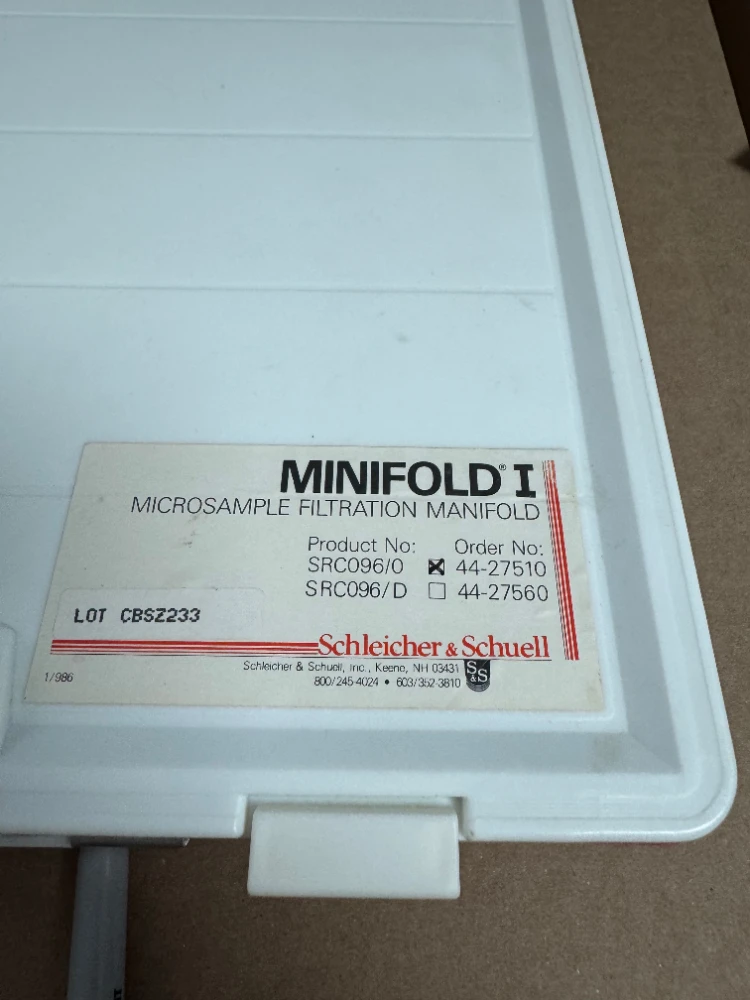 MINIFOLD® I
MICROSAMPLE FILTRATION MANIFOLD
Product No: Order No:
SRC096/0 ☒ 44-27510
SRC096/D ☐ 44-27560
LOT CBSZ233
Schleicher & Schuell
Schleicher & Schuell, Inc., Keene, NH 03431
800/245-4024 • 603/352-3810
S&S
1/986